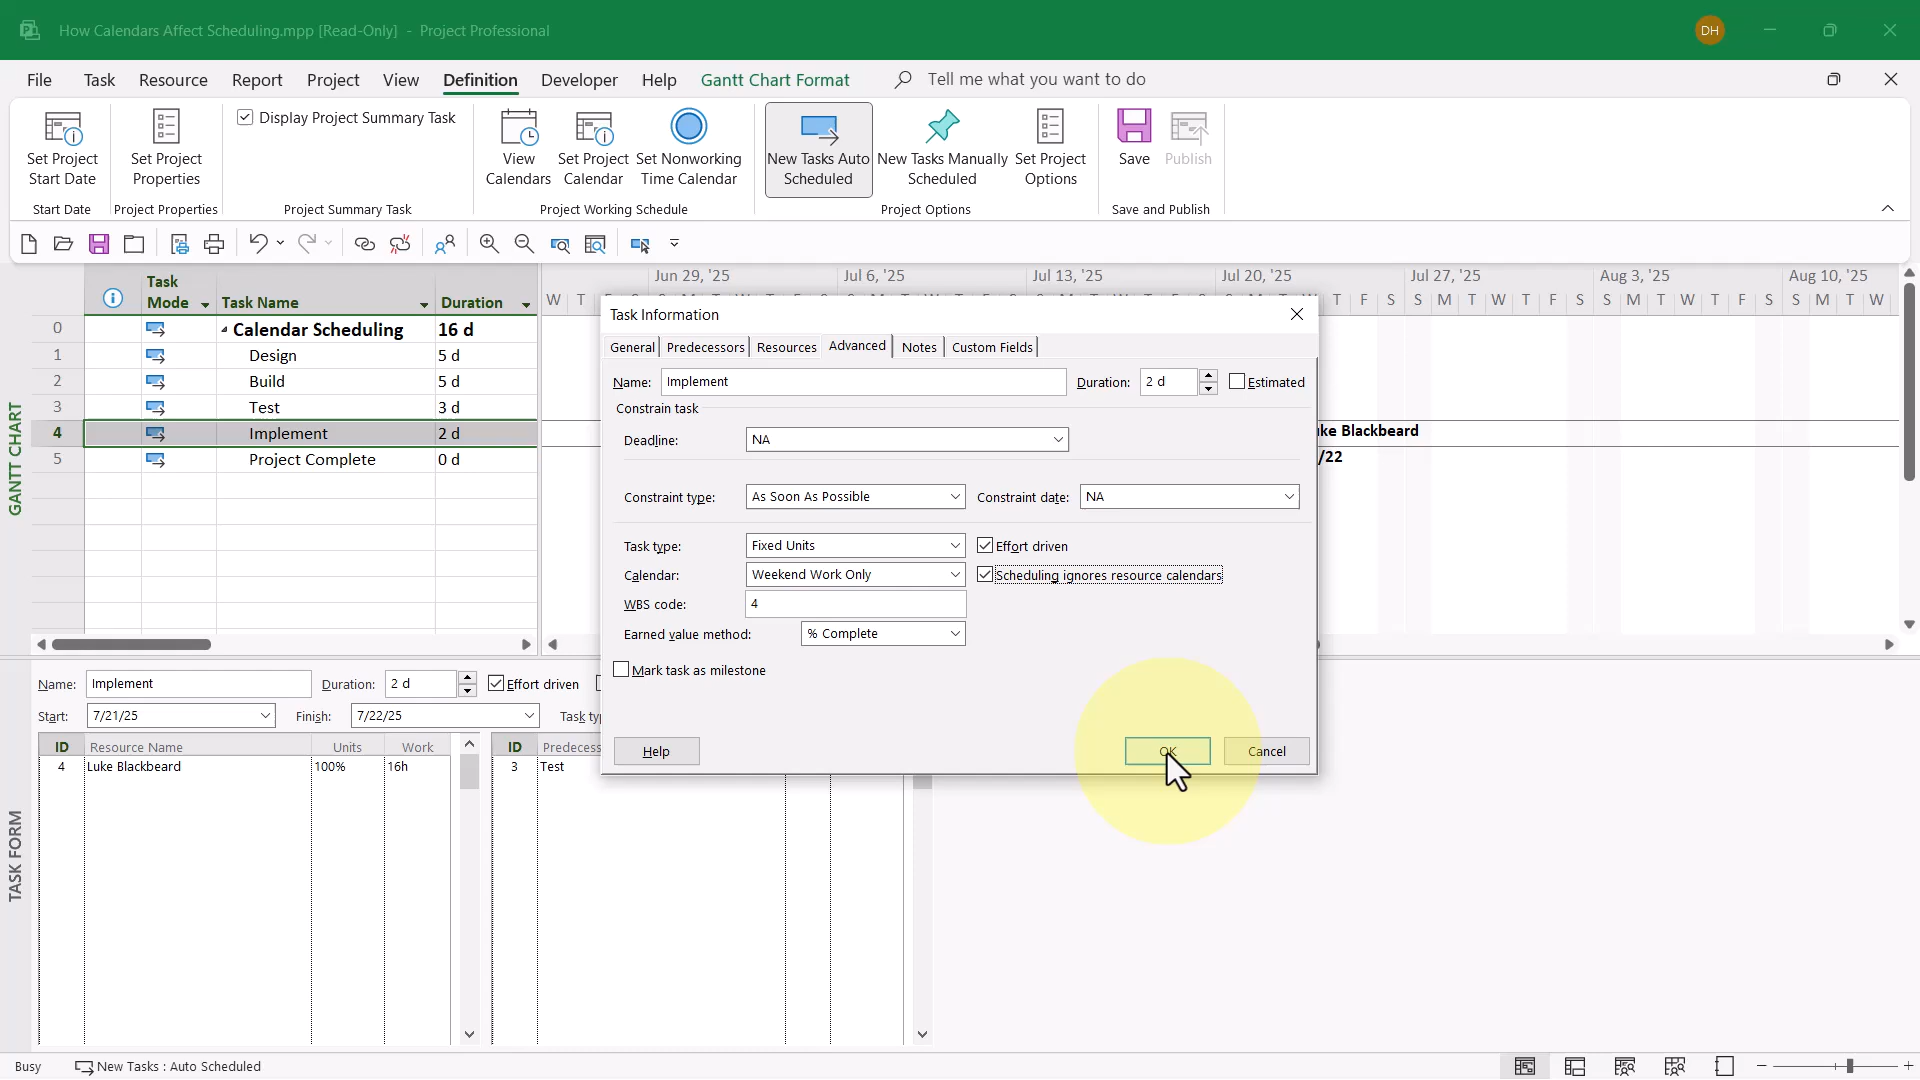 How Calendars Affect Scheduling.mpp [Read-Only] - Project Professional
DH
File Task Resource Report Project View Definition Developer Help Gantt Chart Format Tell me what you want to do
Set Project Start Date
Set Project Properties
Display Project Summary Task
View Calendars
Set Project Calendar
Set Nonworking Time Calendar
New Tasks Auto Scheduled
New Tasks Manually Scheduled
Set Project Options
Save
Publish
Start Date Project Properties Project Summary Task Project Working Schedule Project Options Save and Publish
Jun 29, '25 Jul 6, '25 Jul 13, '25 Jul 20, '25 Jul 27, '25 Aug 3, '25 Aug 10, '25
Task Mode Task Name Duration
W T
T F S S M T W T F S S M T W T F S S M T W
0 Calendar Scheduling 16 d
1 Design 5 d
2 Build 5 d
3 Test 3 d
4 Implement 2 d
5 Project Complete 0 d
GANTT CHART
ke Blackbeard
/22
Task Information
General Predecessors Resources Advanced Notes Custom Fields
Name: Implement Duration: 2 d Estimated
Constrain task
Deadline: NA
Constraint type: As Soon As Possible Constraint date: NA
Task type: Fixed Units Effort driven
Calendar: Weekend Work Only Scheduling ignores resource calendars
WBS code: 4
Earned value method: % Complete
Mark task as milestone
Help OK Cancel
Name: Implement Duration: 2 d Effort driven
Start: 7/21/25 Finish: 7/22/25 Task ty
ID Resource Name Units Work ID Predecess
4 Luke Blackbeard 100% 16h 3 Test
TASK FORM
Busy New Tasks : Auto Scheduled